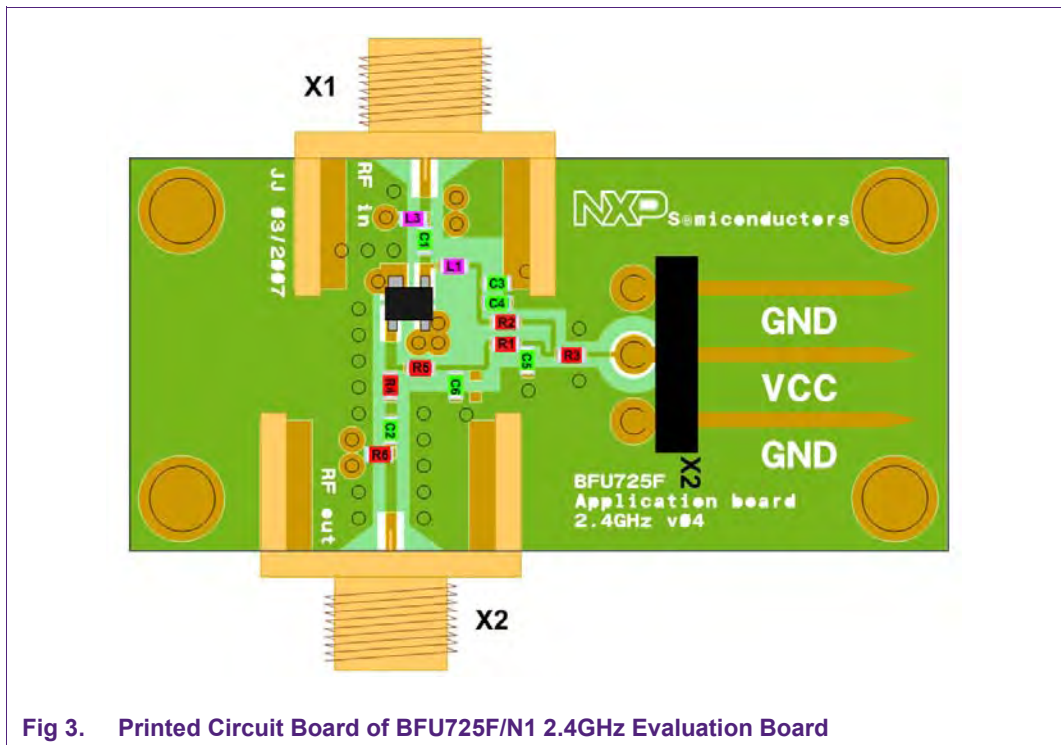 X1
RF in
JJ 03/2007
L3
C1
L1
C3
C4
R2
R1
R3
C5
R5
R4
C6
C2
R6
RF out
NXP Semiconductors
GND
VCC
GND
X2
BFU725F
Application board
2.4GHz v04
X2
Fig 3. Printed Circuit Board of BFU725F/N1 2.4GHz Evaluation Board